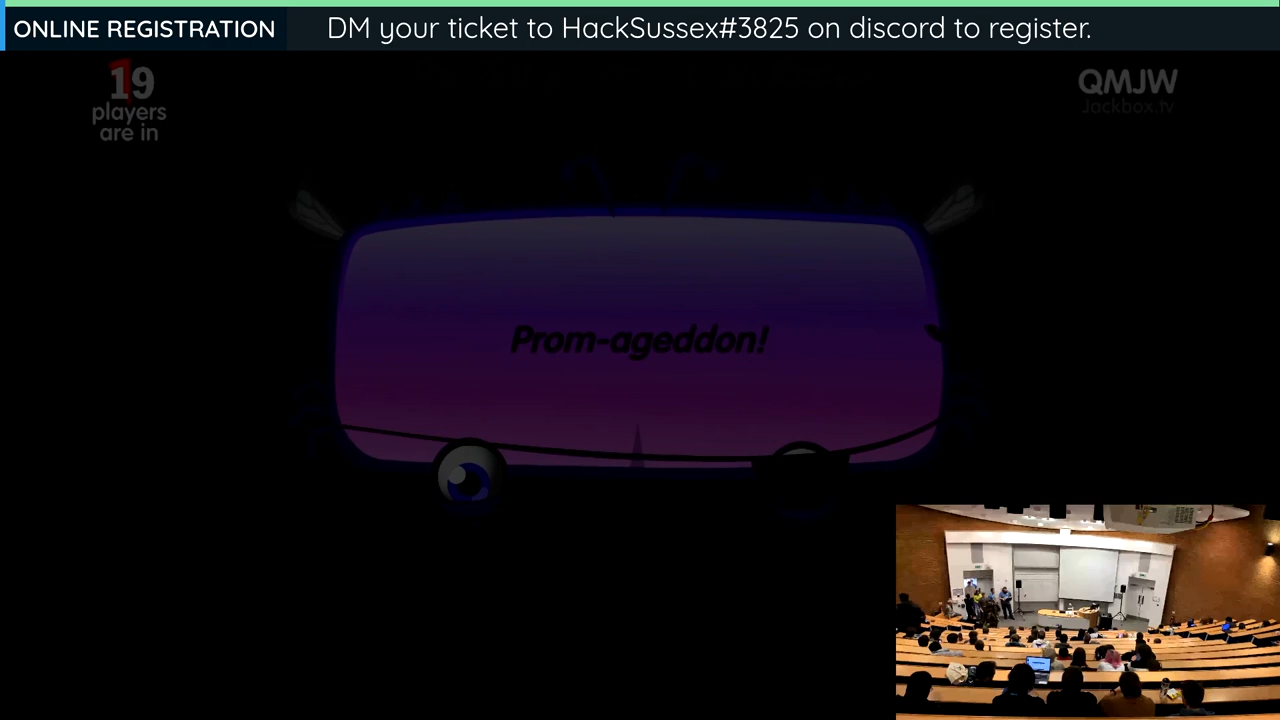 ONLINE REGISTRATION
DM your ticket to HackSussex#3825 on discord to register.
19
players
are in
QMJW
Jackbox.tv
Prom-ageddon!